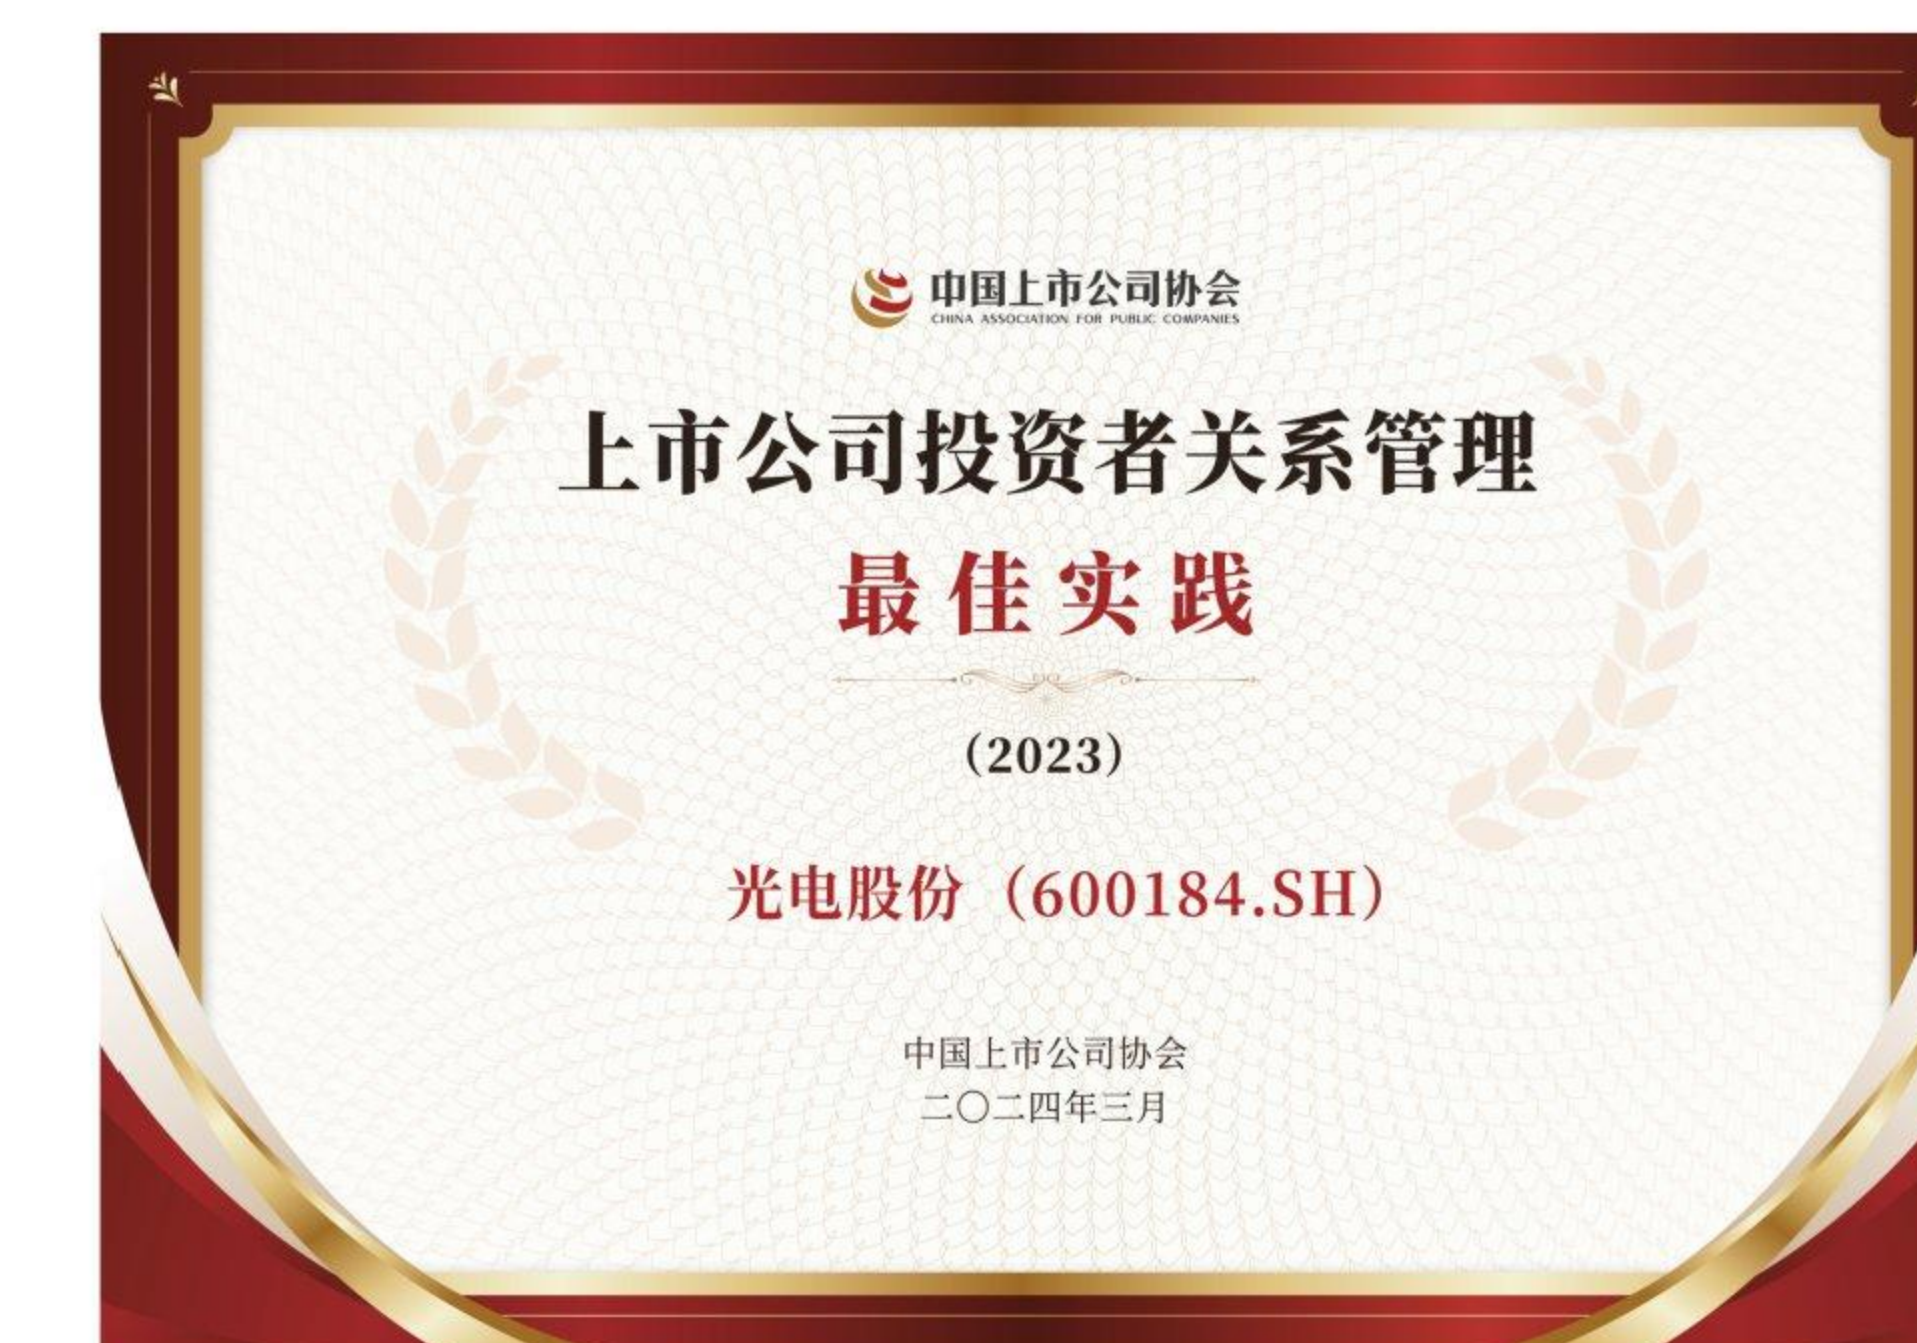 中国上市公司协会
CHINA ASSOCIATION FOR PUBLIC COMPANIES
上市公司投资者关系管理
最佳实践
（2023）
光电股份（600184.SH）
中国上市公司协会
二〇二四年三月